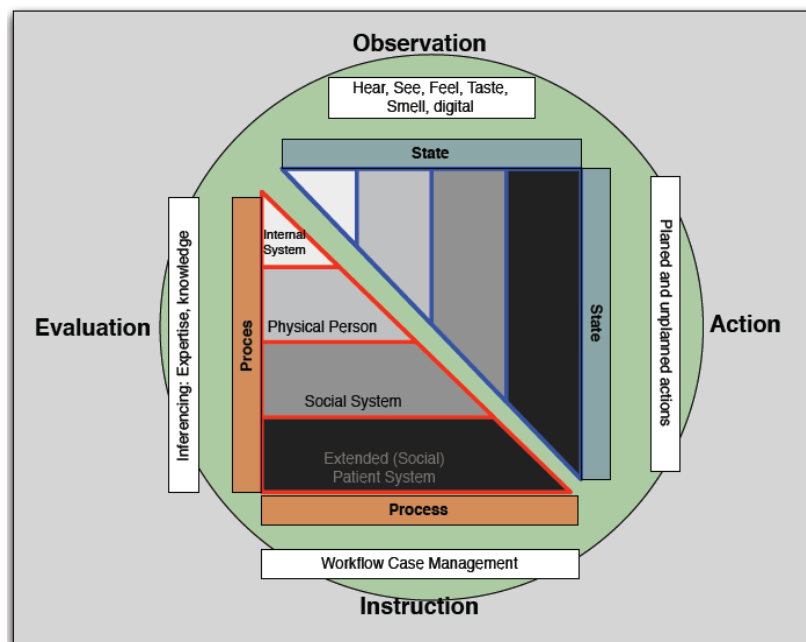 Observation
Hear, See, Feel, Taste,
Smell, digital
State
Internal
System
Physical Person
Social System
Extended (Social)
Patient System
Proces
Process
State
Evaluation
Inferencing: Expertise, knowledge
Action
Planed and unplanned actions
Workflow Case Management
Instruction